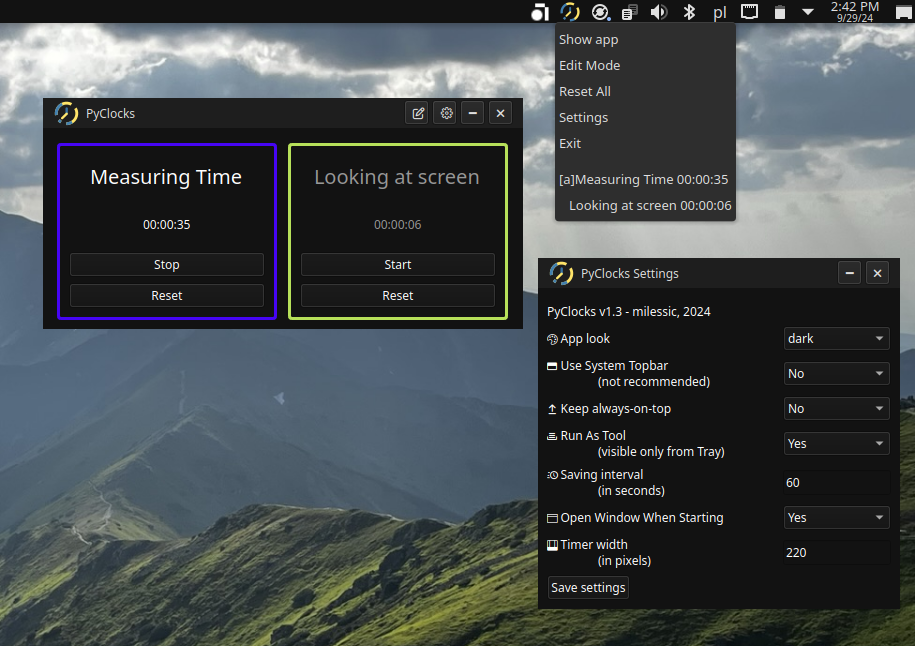 pl
2:42 PM
9/29/24
Show app
Edit Mode
Reset All
Settings
Exit
[a]Measuring Time 00:00:35
Looking at screen 00:00:06
PyClocks
Measuring Time
00:00:35
Stop
Reset
Looking at screen
00:00:06
Start
Reset
PyClocks Settings
PyClocks v1.3 - milessic, 2024
App look
dark
Use System Topbar
(not recommended)
No
Keep always-on-top
No
Run As Tool
(visible only from Tray)
Yes
Saving interval
(in seconds)
60
Open Window When Starting
Yes
Timer width
(in pixels)
220
Save settings